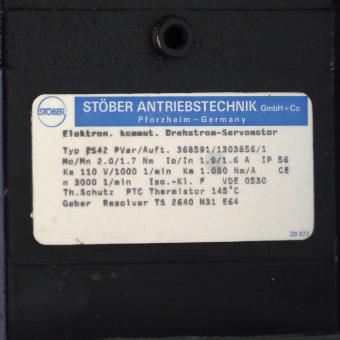 STÖBER
STÖBER ANTRIEBSTECHNIK GmbH+Co
Pforzheim - Germany
Elektron. kommut. Drehstrom-Servomotor
Typ ES42 PVar/Auft. 368591/1303856/1
Mo/Mn 2.0/1.7 Nm Io/In 1.9/1.6 A IP 56
Ke 110 V/1000 1/min Km 1.050 Nm/A CE
n 3000 1/min Iso.-Kl. F VDE 0530
Th.Schutz PTC Thermistor 145°C
Geber Resolver TS 2640 N31 E64